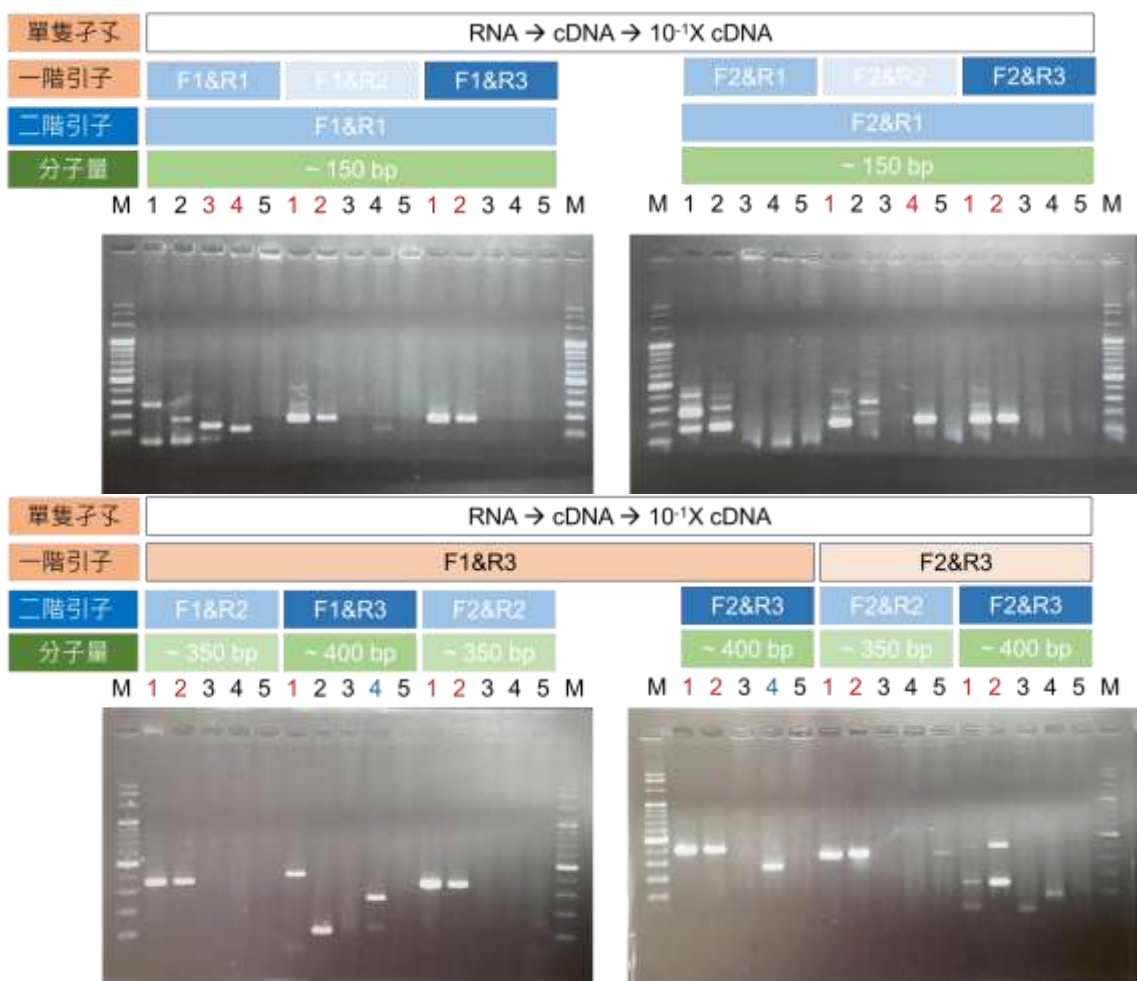 單隻孑孓 RNA → cDNA → 10⁻¹X cDNA
一階引子 F1&R1 F1&R2 F1&R3 F2&R1 F2&R2 F2&R3
二階引子 F1&R1 F2&R1
分子量 ~ 150 bp ~ 150 bp
M 1 2 3 4 5 1 2 3 4 5 1 2 3 4 5 M M 1 2 3 4 5 1 2 3 4 5 1 2 3 4 5 M
單隻孑孓 RNA → cDNA → 10⁻¹X cDNA
一階引子 F1&R3 F2&R3
二階引子 F1&R2 F1&R3 F2&R2 F2&R3 F2&R2 F2&R3
分子量 ~ 350 bp ~ 400 bp ~ 350 bp ~ 400 bp ~ 350 bp ~ 400 bp
M 1 2 3 4 5 1 2 3 4 5 1 2 3 4 5 M M 1 2 3 4 5 1 2 3 4 5 1 2 3 4 5 M